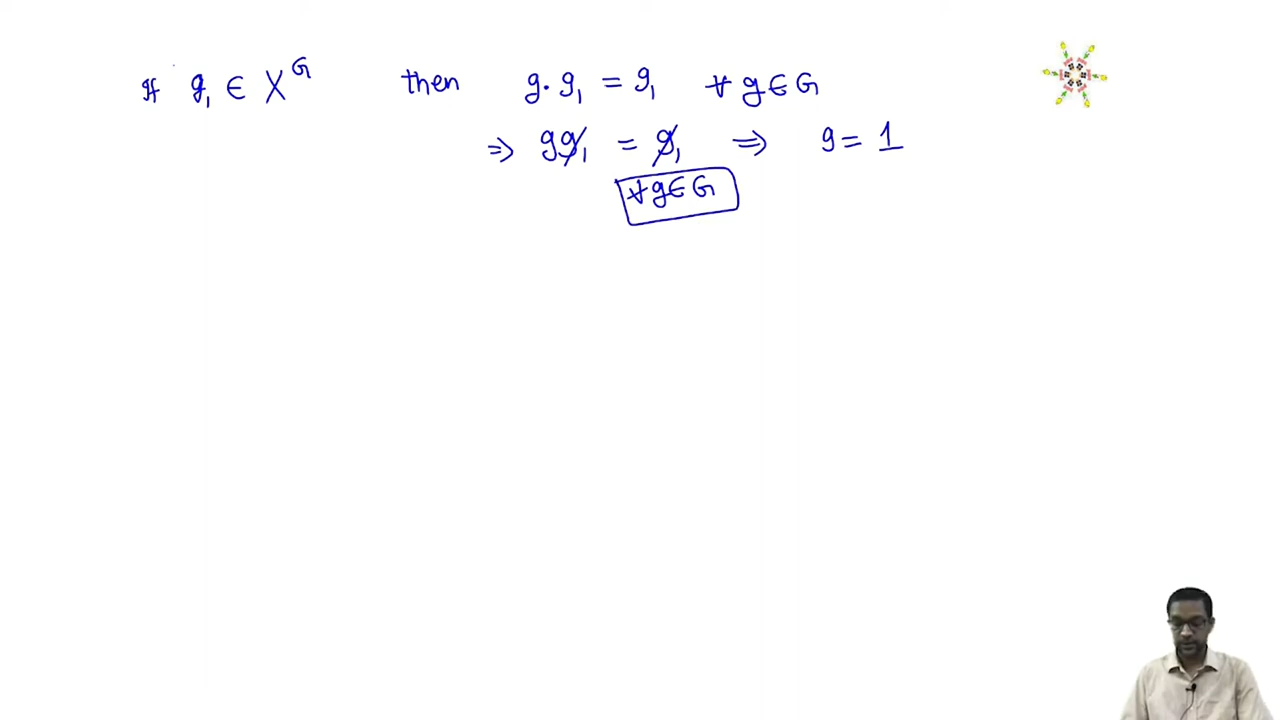 If g₁ ∈ X^G then g · g₁ = g₁ ∀ g ∈ G
⇒ gg₁ = g₁ ⇒ g = 1
∀ g ∈ G